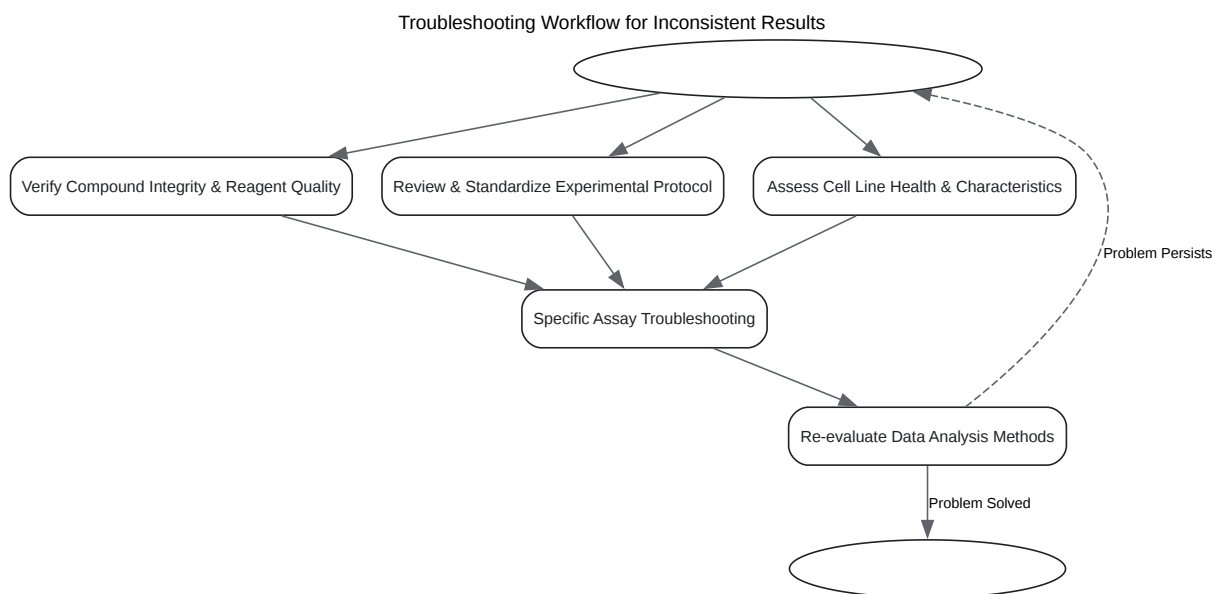 Troubleshooting Workflow for Inconsistent Results
Verify Compound Integrity & Reagent Quality
Review & Standardize Experimental Protocol
Assess Cell Line Health & Characteristics
Problem Persists
Specific Assay Troubleshooting
Re-evaluate Data Analysis Methods
Problem Solved